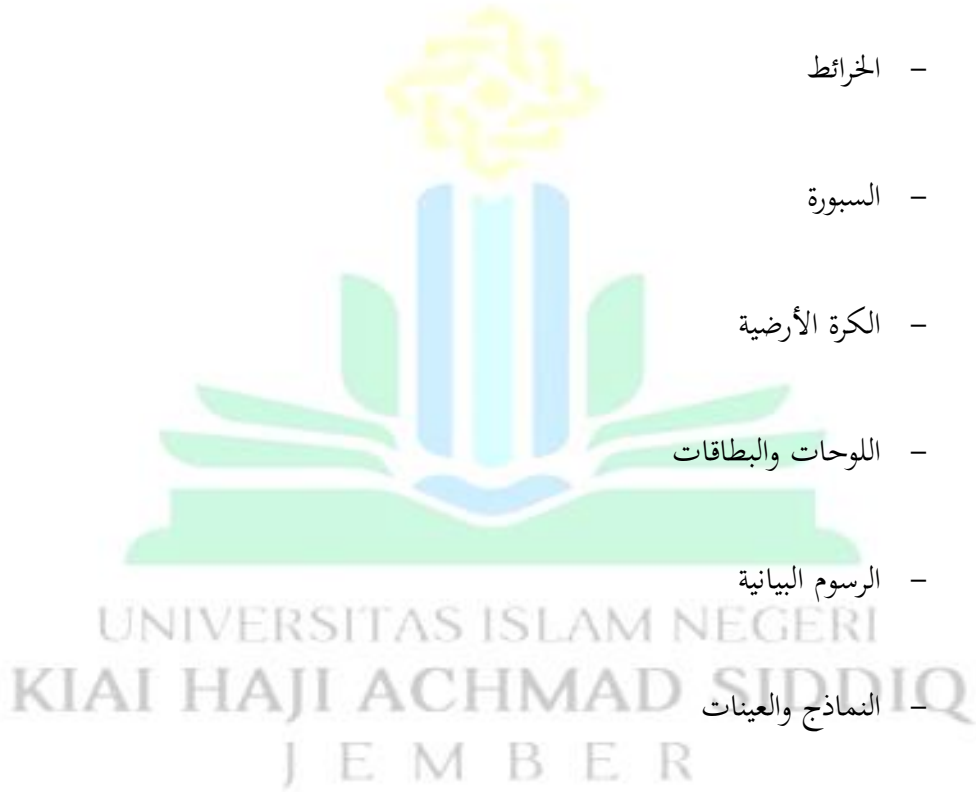 - الخرائط
- السبورة
- الكرة الأرضية
- اللوحات والبطاقات
- الرسوم البيانية
UNIVERSITAS ISLAM NEGERI
- النماذج والعينات
KIAI HAJI ACHMAD SIDDIQ
JEMBER